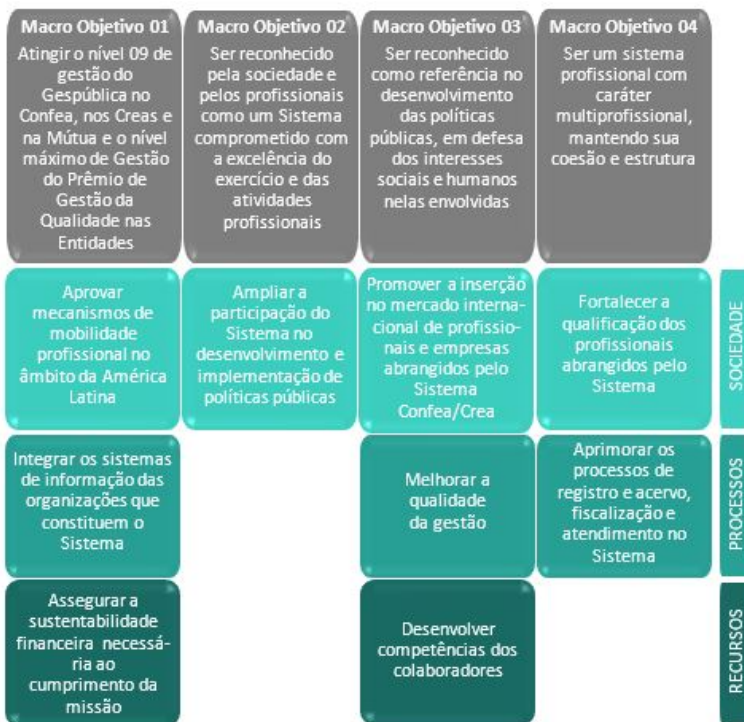 Macro Objetivo 01
Atingir o nível 09 de
gestão do
Gespública no
Confea, nos Creas e
na Mútua e o nível
máximo de Gestão
do Prêmio de
Gestão da
Qualidade nas
Entidades
Macro Objetivo 02
Ser reconhecido
pela sociedade e
pelos profissionais
como um Sistema
comprometido com
a excelência do
exercício e das
atividades
profissionais
Macro Objetivo 03
Ser reconhecido
como referência no
desenvolvimento
das políticas
públicas, em defesa
dos interesses
sociais e humanos
nelas envolvidas
Macro Objetivo 04
Ser um sistema
profissional com
caráter
multiprofissional,
mantendo sua
coesão e estrutura
Aprovar
mecanismos de
mobilidade
profissional no
âmbito da América
Latina
Ampliar a
participação do
Sistema no
desenvolvimento e
implementação de
políticas públicas
Promover a inserção
no mercado interna-
cional de profissio-
nais e empresas
abrangidos pelo
Sistema
Confea/Crea
Fortalecer a
qualificação dos
profissionais
abrangidos pelo
Sistema
SOCIEDADE
Integrar os sistemas
de informação das
organizações que
constituem o
Sistema
Melhorar a
qualidade
da gestão
Aprimorar os
processos de
registro e acervo,
fiscalização e
atendimento no
Sistema
PROCESSOS
Assegurar a
sustentabilidade
financeira necessá-
ria ao
cumprimento da
missão
Desenvolver
competências dos
colaboradores
RECURSOS